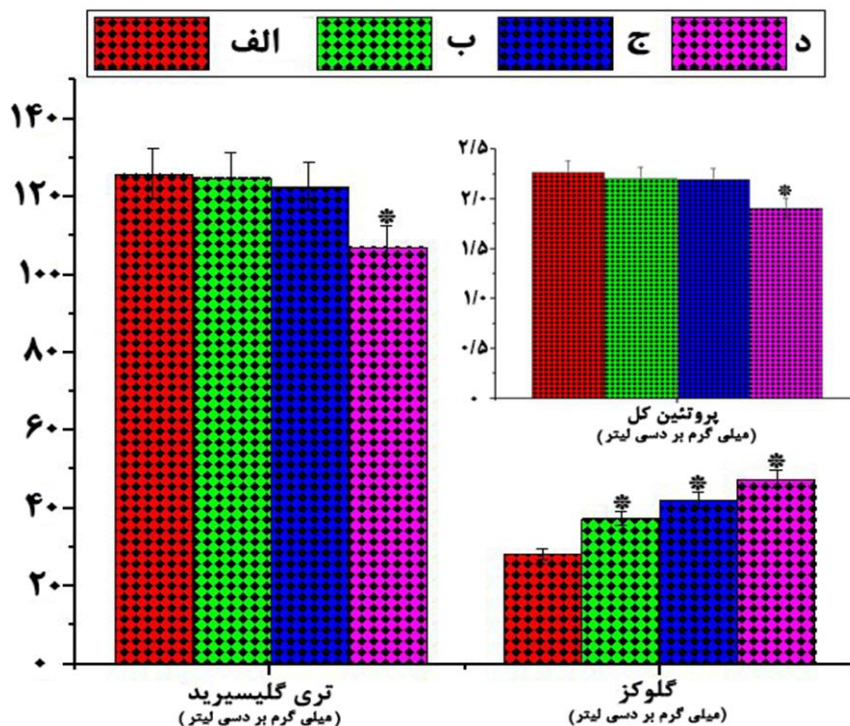 الف ب ج د
۱۴۰
۱۲۰
۱۰۰
۸۰
۶۰
۴۰
۲۰
۰
۲/۵
۲/۰
۱/۵
۱/۰
۰/۵
۰
*
پروتئین کل
(میلی گرم بر دسی لیتر)
*
* * *
تری گلیسیرید
(میلی گرم بر دسی لیتر)
گلوکز
(میلی گرم بر دسی لیتر)